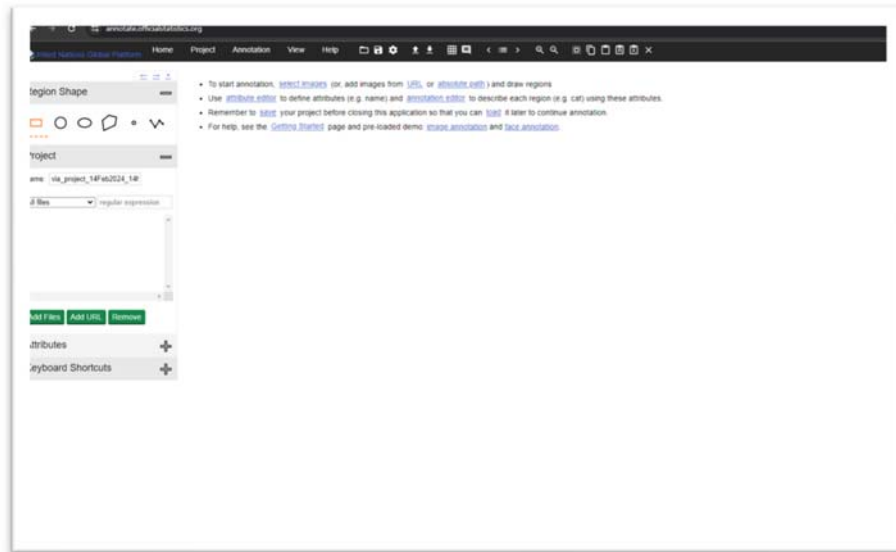 annotate.officialstatistics.org
United Nations Global Platform Home Project Annotation View Help
Region Shape
Project
ame via_project_14Feb2024_14
ll files regular expression
Add Files Add URL Remove
Attributes
Keyboard Shortcuts
To start annotation, select images (or, add images from URL or absolute path ) and draw regions
Use attribute editor to define attributes (e.g. name) and annotation editor to describe each region (e.g. cat) using these attributes.
Remember to save your project before closing this application so that you can load it later to continue annotation.
For help, see the Getting Started page and pre-loaded demo image annotation and face annotation.